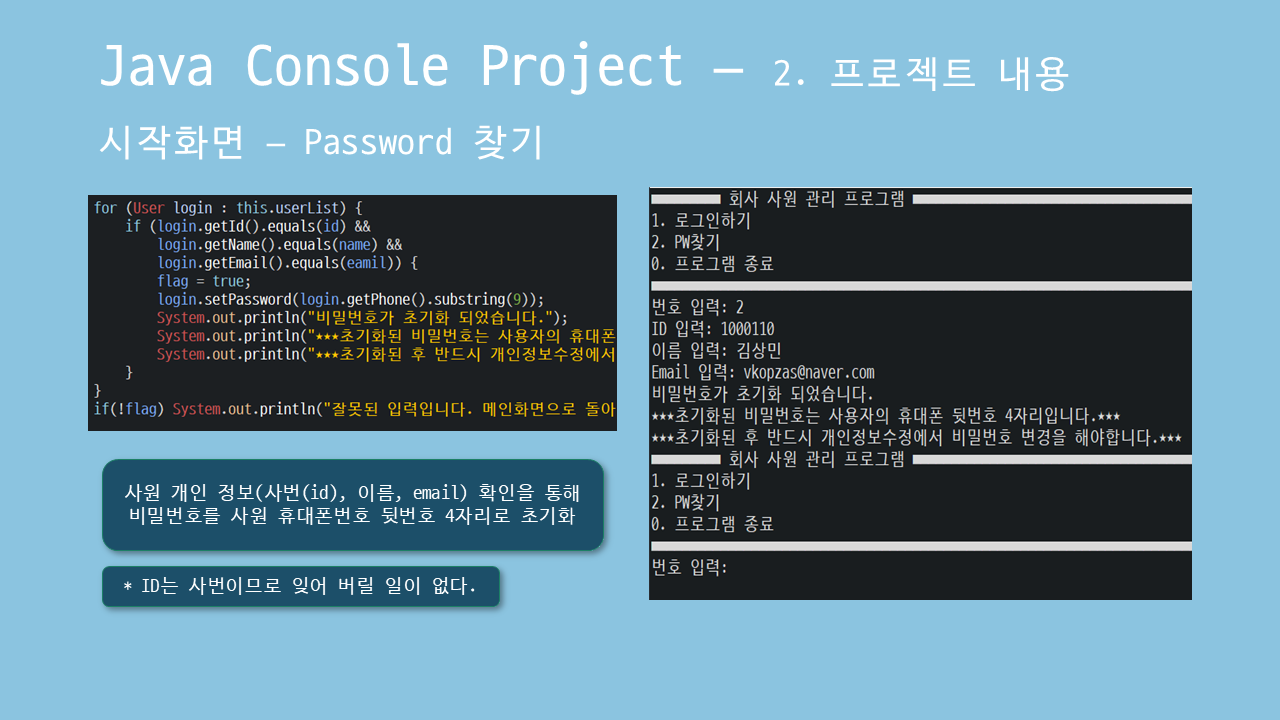 Java Console Project – 2. 프로젝트 내용
시작화면 – Password 찾기
for (User login : this.userList) {
if (login.getId().equals(id) &&
login.getName().equals(name) &&
login.getEmail().equals(eamil)) {
flag = true;
login.setPassword(login.getPhone().substring(9));
System.out.println("비밀번호가 초기화 되었습니다.");
System.out.println("★★★초기화된 비밀번호는 사용자의 휴대폰
System.out.println("★★★초기화된 후 반드시 개인정보수정에서
}
}
if(!flag) System.out.println("잘못된 입력입니다. 메인화면으로 돌아
사원 개인 정보(사번(id), 이름, email) 확인을 통해
비밀번호를 사원 휴대폰번호 뒷번호 4자리로 초기화
* ID는 사번이므로 잊어 버릴 일이 없다.
회사 사원 관리 프로그램
1. 로그인하기
2. PW찾기
0. 프로그램 종료
번호 입력: 2
ID 입력: 1000110
이름 입력: 김상민
Email 입력: vkopzas@naver.com
비밀번호가 초기화 되었습니다.
★★★초기화된 비밀번호는 사용자의 휴대폰 뒷번호 4자리입니다.★★★
★★★초기화된 후 반드시 개인정보수정에서 비밀번호 변경을 해야합니다.★★★
회사 사원 관리 프로그램
1. 로그인하기
2. PW찾기
0. 프로그램 종료
번호 입력: